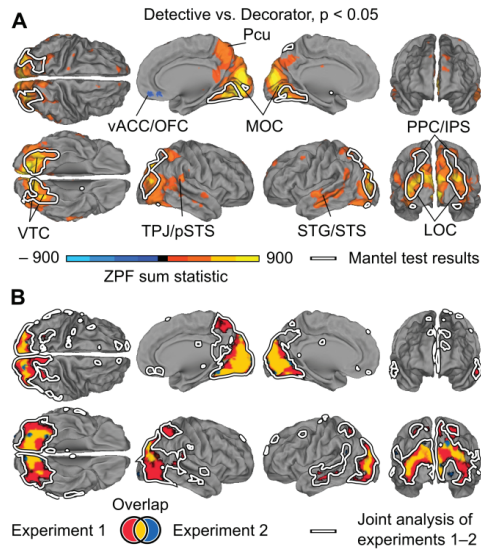 A
Detective vs. Decorator, p < 0.05
Pcu
vACC/OFC
MOC
PPC/IPS
VTC
TPJ/pSTS
STG/STS
LOC
– 900
900
Mantel test results
ZPF sum statistic
B
Overlap
Experiment 1
Experiment 2
Joint analysis of
experiments 1–2